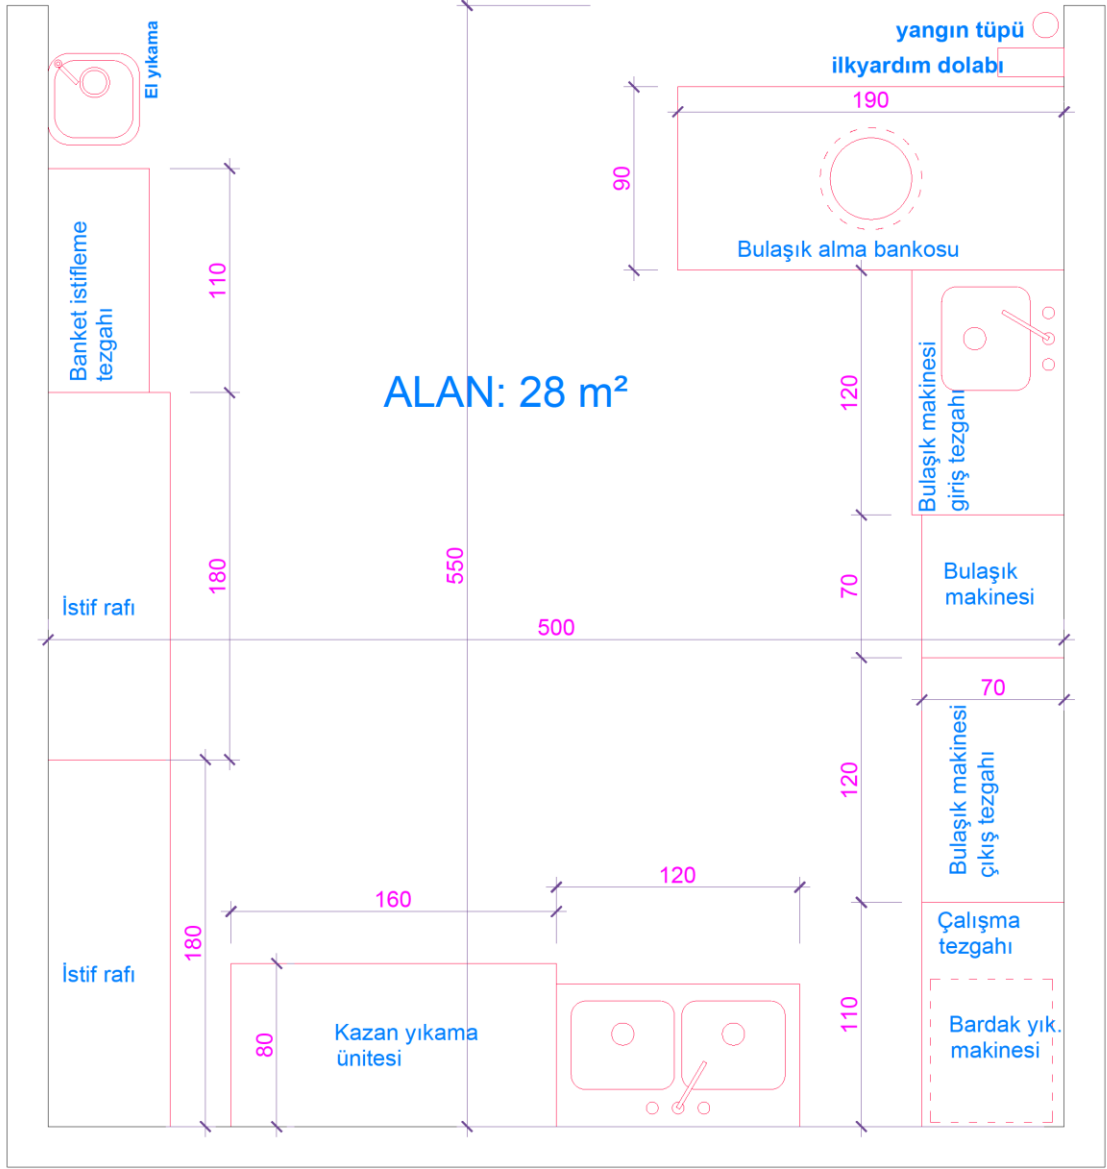 yangın tüpü
El yıkama
ilkyardım dolabı
190
90
Bulaşık alma bankosu
Banket istifleme
tezgahı
110
ALAN: 28 m²
120
Bulaşık makinesi
giriş tezgahı
550
180
70
Bulaşık
makinesi
İstif rafı
500
70
Bulaşık makinesi
çıkış tezgahı
120
120
160
180
Çalışma
tezgahı
İstif rafı
Kazan yıkama
ünitesi
80
110
Bardak yık.
makinesi